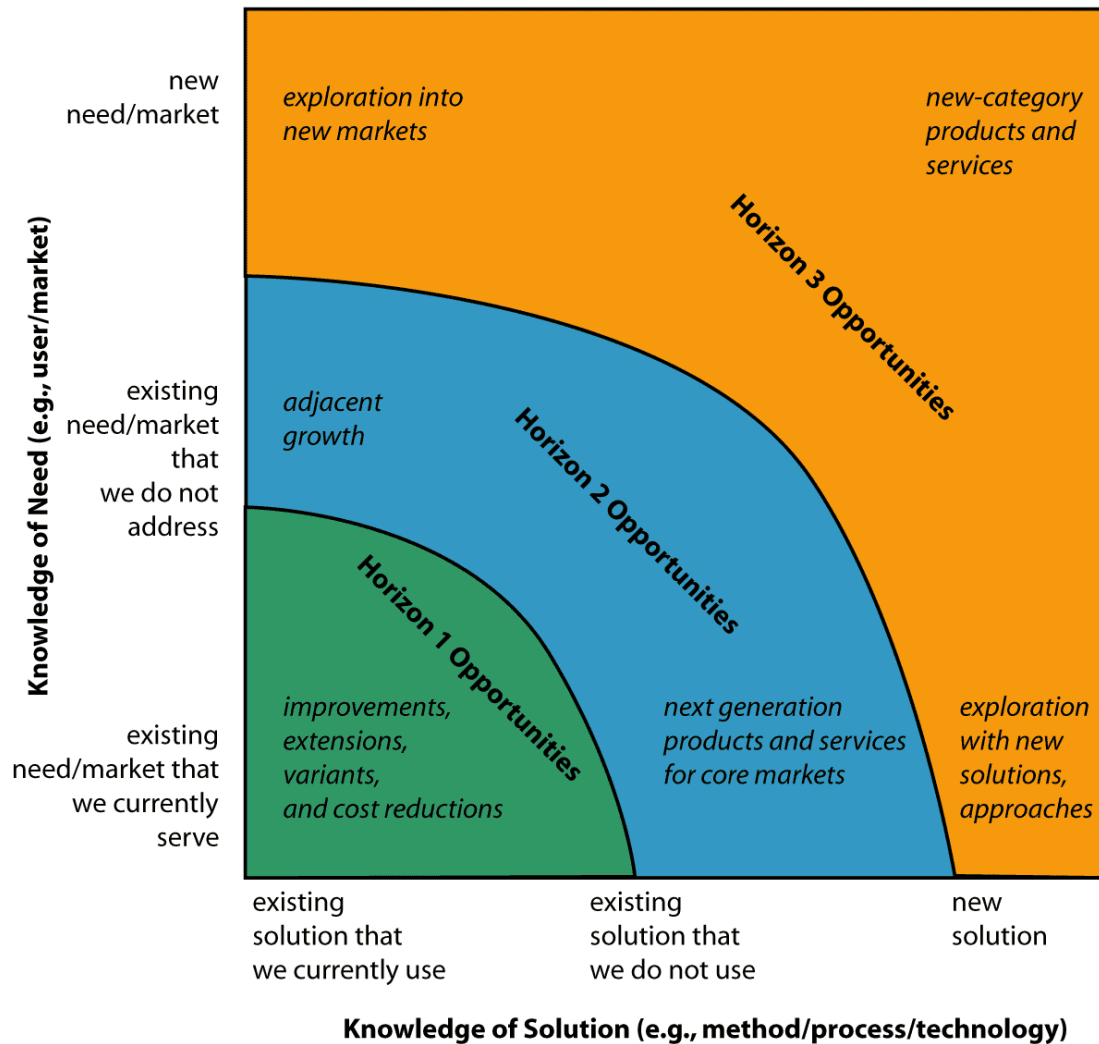 new
need/market
exploration into
new markets
new-category
products and
services
Horizon 3 Opportunities
Knowledge of Need (e.g., user/market)
existing
need/market
that
we do not
address
adjacent
growth
Horizon 2 Opportunities
Horizon 1 Opportunities
existing
need/market that
we currently
serve
improvements,
extensions,
variants,
and cost reductions
next generation
products and services
for core markets
exploration
with new
solutions,
approaches
existing
solution that
we currently use
existing
solution that
we do not use
new
solution
Knowledge of Solution (e.g., method/process/technology)